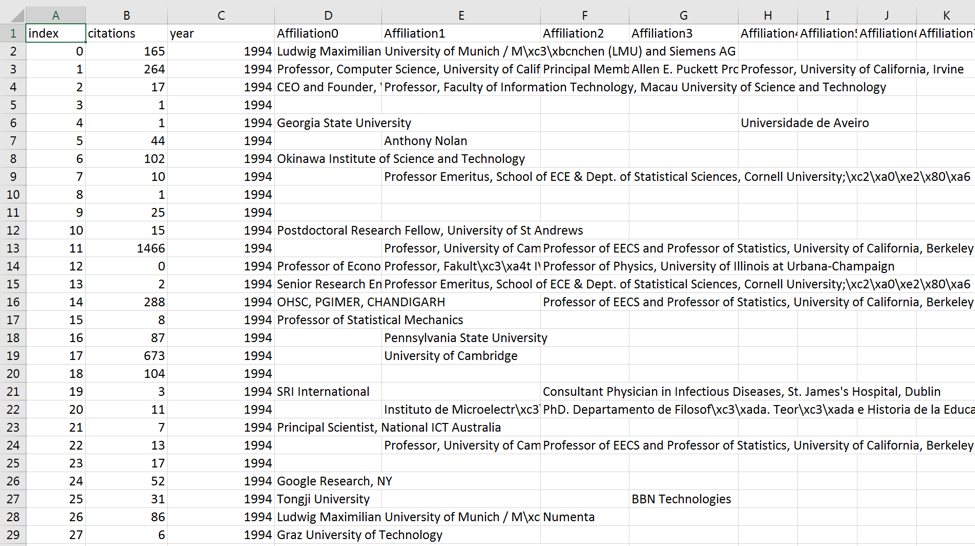 A B C D E F G H I J K
1 index citations year Affiliation0 Affiliation1 Affiliation2 Affiliation3 Affiliation4 Affiliation5 Affiliation6 Affiliation7
2 0 165 1994 Ludwig Maximilian University of Munich / M\xc3\xbcnchen (LMU) and Siemens AG
3 1 264 1994 Professor, Computer Science, University of Calif Principal Memb Allen E. Puckett Prc Professor, University of California, Irvine
4 2 17 1994 CEO and Founder, Professor, Faculty of Information Technology, Macau University of Science and Technology
5 3 1 1994
6 4 1 1994 Georgia State University Universidade de Aveiro
7 5 44 1994 Anthony Nolan
8 6 102 1994 Okinawa Institute of Science and Technology
9 7 10 1994 Professor Emeritus, School of ECE & Dept. of Statistical Sciences, Cornell University;\xc2\xa0\xe2\x80\xa6
10 8 1 1994
11 9 25 1994
12 10 15 1994 Postdoctoral Research Fellow, University of St Andrews
13 11 1466 1994 Professor, University of Cam Professor of EECS and Professor of Statistics, University of California, Berkeley
14 12 0 1994 Professor of Econo Professor, Fakult\xc3\xa4t I\ Professor of Physics, University of Illinois at Urbana-Champaign
15 13 2 1994 Senior Research En Professor Emeritus, School of ECE & Dept. of Statistical Sciences, Cornell University;\xc2\xa0\xe2\x80\xa6
16 14 288 1994 OHSC, PGIMER, CHANDIGARH Professor of EECS and Professor of Statistics, University of California, Berkeley
17 15 8 1994 Professor of Statistical Mechanics
18 16 87 1994 Pennsylvania State University
19 17 673 1994 University of Cambridge
20 18 104 1994
21 19 3 1994 SRI International Consultant Physician in Infectious Diseases, St. James's Hospital, Dublin
22 20 11 1994 Instituto de Microelectr\xc3\ PhD. Departamento de Filosof\xc3\xada. Teor\xc3\xada e Historia de la Educa
23 21 7 1994 Principal Scientist, National ICT Australia
24 22 13 1994 Professor, University of Cam Professor of EECS and Professor of Statistics, University of California, Berkeley
25 23 17 1994
26 24 52 1994 Google Research, NY
27 25 31 1994 Tongji University BBN Technologies
28 26 86 1994 Ludwig Maximilian University of Munich / M\xc Numenta
29 27 6 1994 Graz University of Technology